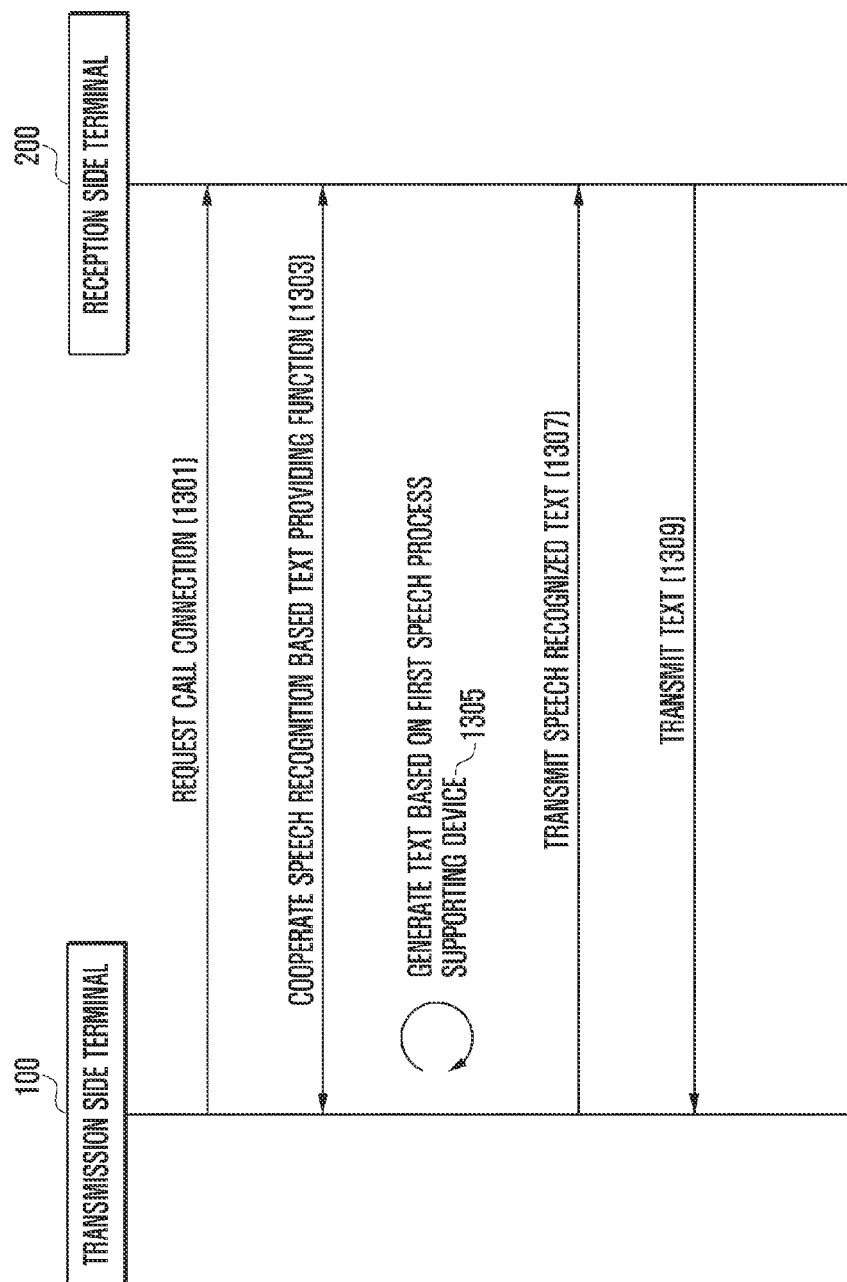 100
TRANSMISSION SIDE TERMINAL
200
RECEPTION SIDE TERMINAL
REQUEST CALL CONNECTION (1301)
COOPERATE SPEECH RECOGNITION BASED TEXT PROVIDING FUNCTION (1303)
GENERATE TEXT BASED ON FIRST SPEECH PROCESS
SUPPORTING DEVICE 1305
TRANSMIT SPEECH RECOGNIZED TEXT (1307)
TRANSMIT TEXT (1309)